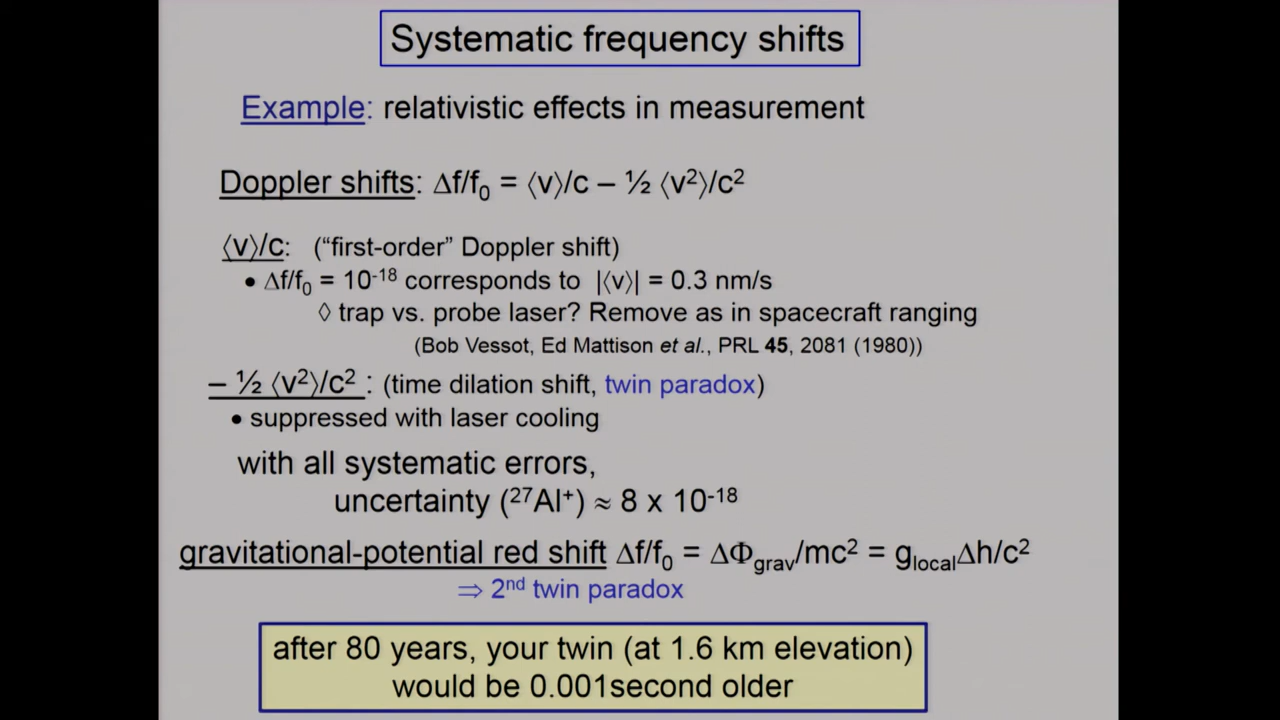 Systematic frequency shifts
Example: relativistic effects in measurement
Doppler shifts: Δf/f₀ = ⟨v⟩/c – ½ ⟨v²⟩/c²
⟨v⟩/c: (“first-order” Doppler shift)
• Δf/f₀ = 10⁻¹⁸ corresponds to |⟨v⟩| = 0.3 nm/s
◊ trap vs. probe laser? Remove as in spacecraft ranging
(Bob Vessot, Ed Mattison et al., PRL 45, 2081 (1980))
– ½ ⟨v²⟩/c² : (time dilation shift, twin paradox)
• suppressed with laser cooling
with all systematic errors,
uncertainty (²⁷Al⁺) ≈ 8 x 10⁻¹⁸
gravitational-potential red shift Δf/f₀ = ΔΦgrav/mc² = glocalΔh/c²
⇒ 2nd twin paradox
after 80 years, your twin (at 1.6 km elevation)
would be 0.001second older